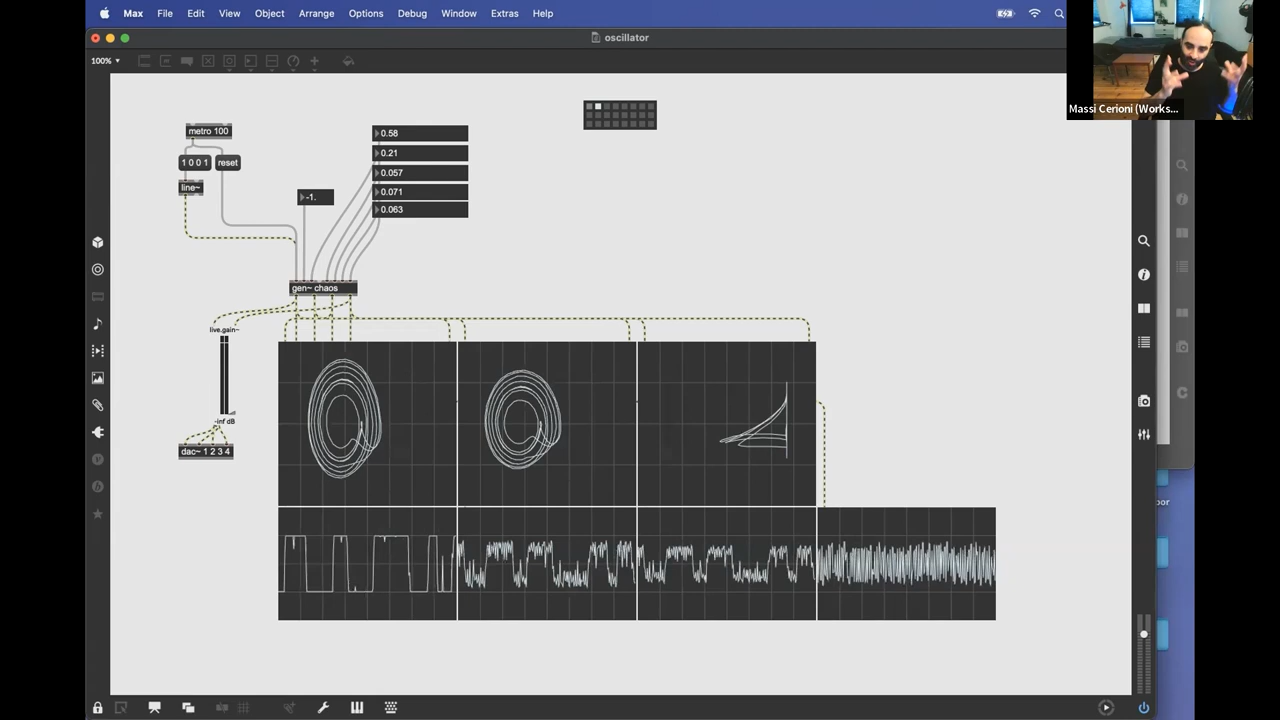 Max File Edit View Object Arrange Options Debug Window Extras Help
oscillator
100%
Massi Cerioni (Works...
metro 100
1 0 0 1
reset
line~
-1.
0.58
0.21
0.057
0.071
0.063
gen~ chaos
live.gain~
-inf dB
dac~ 1 2 3 4